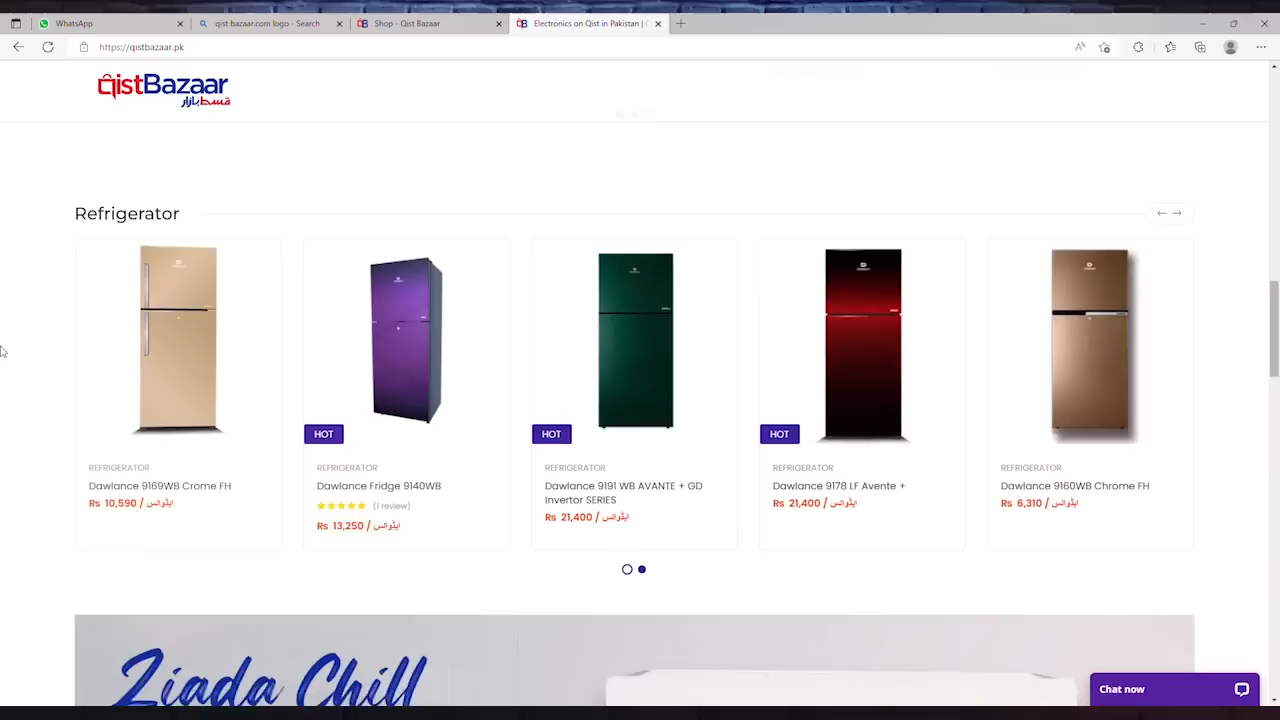 WhatsApp
qist bazaar.com logo - Search
Shop - Qist Bazaar
Electronics on Qist in Pakistan |
https://qistbazaar.pk
QistBazaar
قسط بازار
Refrigerator
HOT
HOT
HOT
REFRIGERATOR
Dawlance 9169WB Crome FH
Rs 10,590 / ایڈوانس
REFRIGERATOR
Dawlance Fridge 9140WB
(1 review)
Rs 13,250 / ایڈوانس
REFRIGERATOR
Dawlance 9191 WB AVANTE + GD
Invertor SERIES
Rs 21,400 / ایڈوانس
REFRIGERATOR
Dawlance 9178 LF Avente +
Rs 21,400 / ایڈوانس
REFRIGERATOR
Dawlance 9160WB Chrome FH
Rs 6,310 / ایڈوانس
Ziada Chill
Chat now